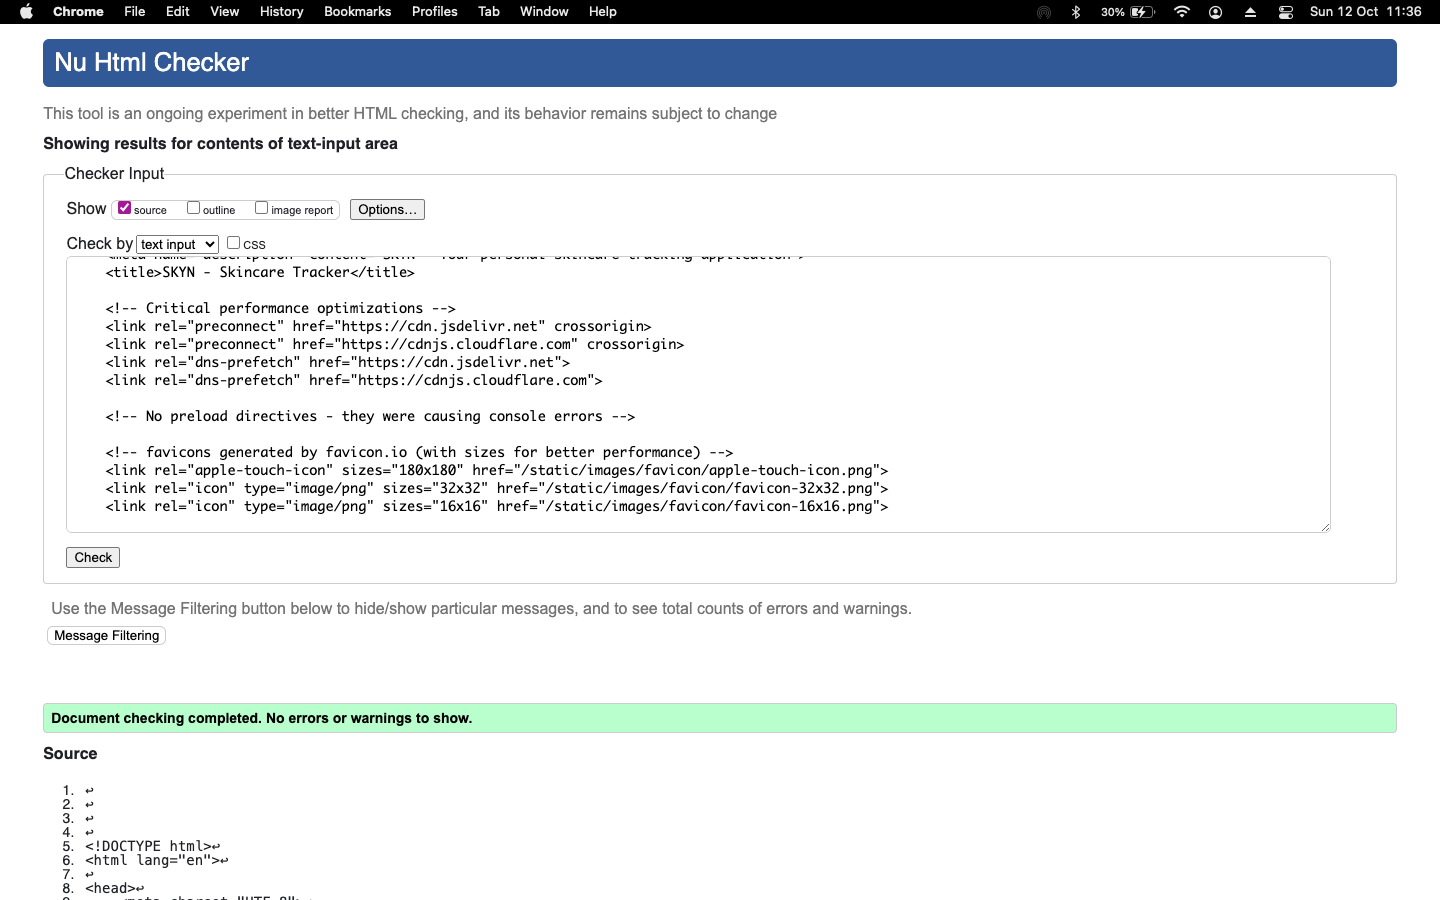 Chrome File Edit View History Bookmarks Profiles Tab Window Help 30% Sun 12 Oct 11:36
Nu Html Checker
This tool is an ongoing experiment in better HTML checking, and its behavior remains subject to change
Showing results for contents of text-input area
Checker Input
Show source outline image report Options...
Check by text input CSS
<meta name="description" content="SKYN - Your personal skincare tracking application">
<title>SKYN - Skincare Tracker</title>
<!-- Critical performance optimizations -->
<link rel="preconnect" href="https://cdn.jsdelivr.net" crossorigin>
<link rel="preconnect" href="https://cdnjs.cloudflare.com" crossorigin>
<link rel="dns-prefetch" href="https://cdn.jsdelivr.net">
<link rel="dns-prefetch" href="https://cdnjs.cloudflare.com">
<!-- No preload directives - they were causing console errors -->
<!-- favicons generated by favicon.io (with sizes for better performance) -->
<link rel="apple-touch-icon" sizes="180x180" href="/static/images/favicon/apple-touch-icon.png">
<link rel="icon" type="image/png" sizes="32x32" href="/static/images/favicon/favicon-32x32.png">
<link rel="icon" type="image/png" sizes="16x16" href="/static/images/favicon/favicon-16x16.png">
Check
Use the Message Filtering button below to hide/show particular messages, and to see total counts of errors and warnings.
Message Filtering
Document checking completed. No errors or warnings to show.
Source
1. ↩
2. ↩
3. ↩
4. ↩
5. <!DOCTYPE html>↩
6. <html lang="en">↩
7. ↩
8. <head>↩